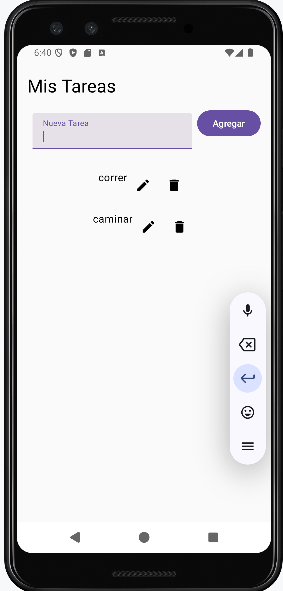 6:40
Mis Tareas
Nueva Tarea
Agregar
correr
caminar